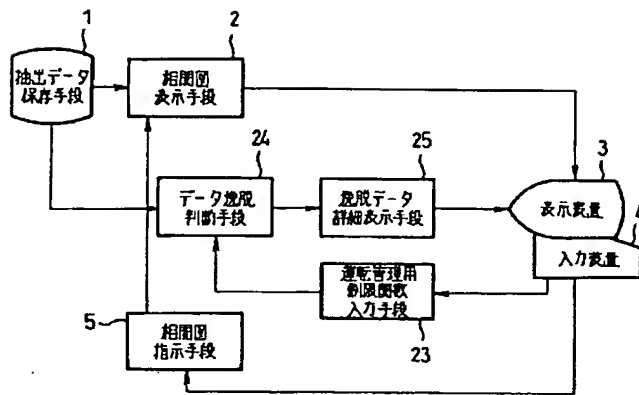 1
抽出データ
保存手段
2
相関図
表示手段
24
データ逸脱
判断手段
25
逸脱データ
詳細表示手段
3
表示装置
4
入力装置
運転管理用
制限関数
入力手段
23
5
相関図
指示手段